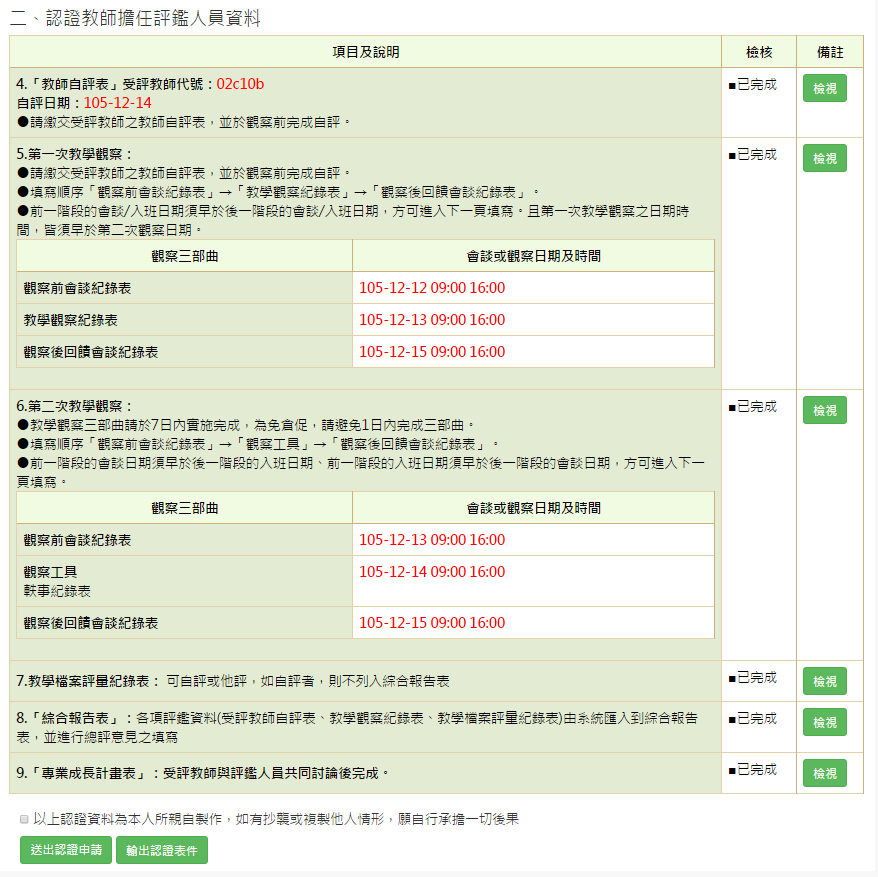 二、認證教師擔任評鑑人員資料
項目及說明 檢核 備註
4.「教師自評表」受評教師代號：02c10b ■已完成 檢視
自評日期：105-12-14
●請繳交受評教師之教師自評表，並於觀察前完成自評。
5.第一次教學觀察： ■已完成 檢視
●請繳交受評教師之教師自評表，並於觀察前完成自評。
●填寫順序「觀察前會談紀錄表」→「教學觀察紀錄表」→「觀察後回饋會談紀錄表」。
●前一階段的會談/入班日期須早於後一階段的會談/入班日期，方可進入下一頁填寫。且第一次教學觀察之日期時
間，皆須早於第二次觀察日期。
觀察三部曲 會談或觀察日期及時間
觀察前會談紀錄表 105-12-12 09:00 16:00
教學觀察紀錄表 105-12-13 09:00 16:00
觀察後回饋會談紀錄表 105-12-15 09:00 16:00
6.第二次教學觀察： ■已完成 檢視
●教學觀察三部曲請於7日內實施完成，為免倉促，請避免1日內完成三部曲。
●填寫順序「觀察前會談紀錄表」→「觀察工具」→「觀察後回饋會談紀錄表」。
●前一階段的會談日期須早於後一階段的入班日期、前一階段的入班日期須早於後一階段的會談日期，方可進入下一
頁填寫。
觀察三部曲 會談或觀察日期及時間
觀察前會談紀錄表 105-12-13 09:00 16:00
觀察工具 105-12-14 09:00 16:00
軼事紀錄表
觀察後回饋會談紀錄表 105-12-15 09:00 16:00
7.教學檔案評量紀錄表： 可自評或他評，如自評者，則不列入綜合報告表 ■已完成 檢視
8.「綜合報告表」：各項評鑑資料(受評教師自評表、教學觀察紀錄表、教學檔案評量紀錄表)由系統匯入到綜合報告 ■已完成 檢視
表，並進行總評意見之填寫
9.「專業成長計畫表」：受評教師與評鑑人員共同討論後完成。 ■已完成 檢視
以上認證資料為本人所親自製作，如有抄襲或複製他人情形，願自行承擔一切後果
送出認證申請 輸出認證表件